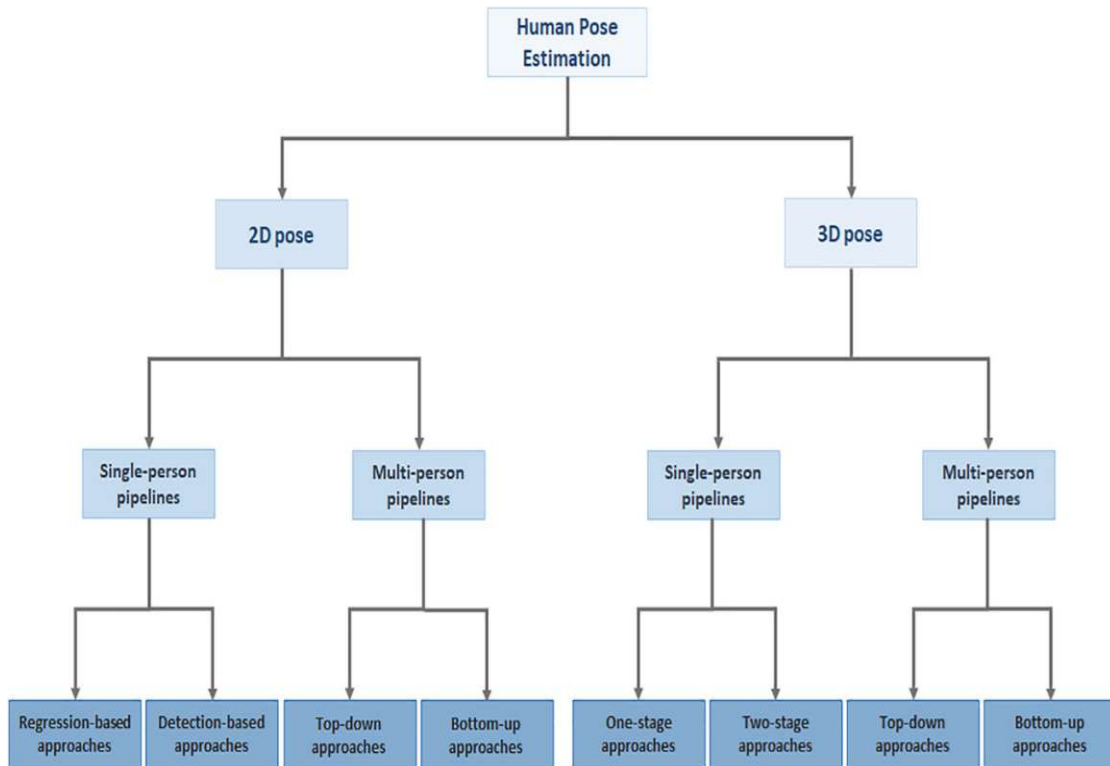 Human Pose
Estimation
2D pose
3D pose
Single-person
pipelines
Multi-person
pipelines
Single-person
pipelines
Multi-person
pipelines
Regression-based
approaches
Detection-based
approaches
Top-down
approaches
Bottom-up
approaches
One-stage
approaches
Two-stage
approaches
Top-down
approaches
Bottom-up
approaches